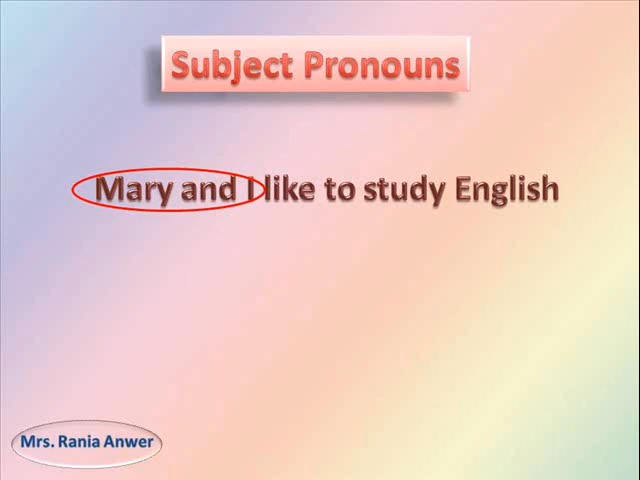 Subject Pronouns
Mary and I like to study English
Mrs. Rania Anwer